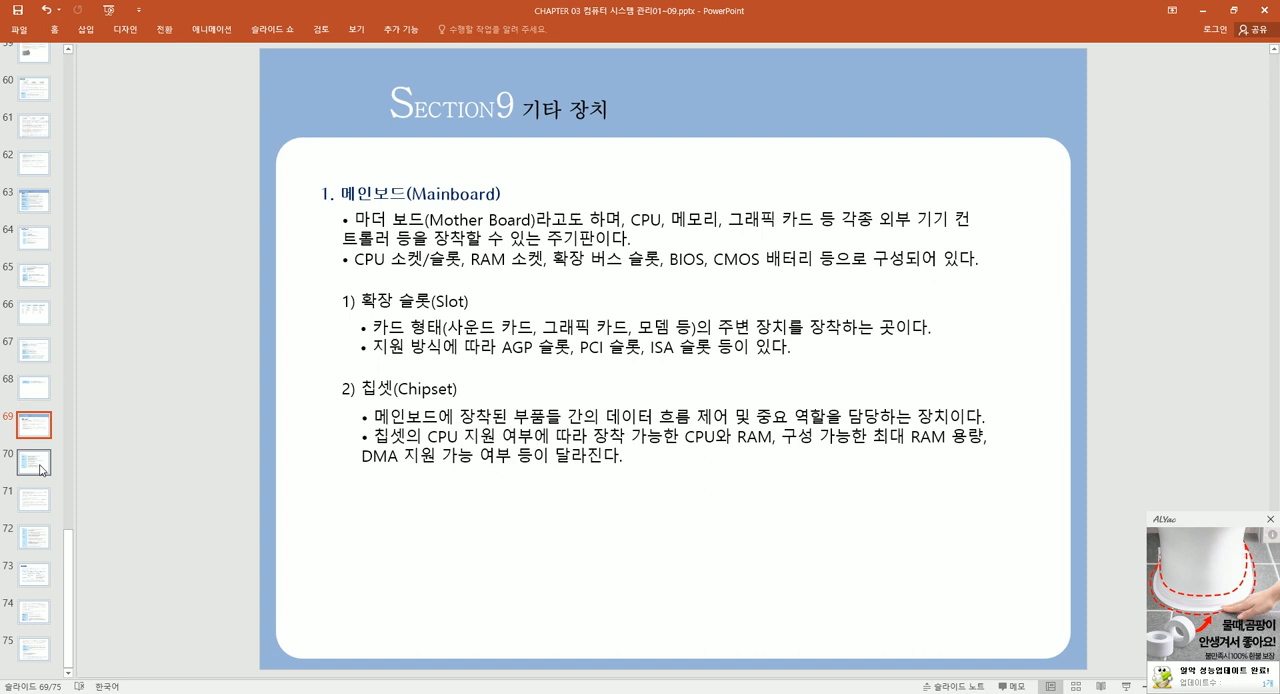 CHAPTER 03 컴퓨터 시스템 관리01~09.pptx - PowerPoint
파일 홈 삽입 디자인 전환 애니메이션 슬라이드 쇼 검토 보기 추가 기능 수행할 작업을 알려 주세요.
로그인 공유
SECTION9 기타 장치
1. 메인보드(Mainboard)
• 마더 보드(Mother Board)라고도 하며, CPU, 메모리, 그래픽 카드 등 각종 외부 기기 컨
트롤러 등을 장착할 수 있는 주기판이다.
• CPU 소켓/슬롯, RAM 소켓, 확장 버스 슬롯, BIOS, CMOS 배터리 등으로 구성되어 있다.
1) 확장 슬롯(Slot)
• 카드 형태(사운드 카드, 그래픽 카드, 모뎀 등)의 주변 장치를 장착하는 곳이다.
• 지원 방식에 따라 AGP 슬롯, PCI 슬롯, ISA 슬롯 등이 있다.
2) 칩셋(Chipset)
• 메인보드에 장착된 부품들 간의 데이터 흐름 제어 및 중요 역할을 담당하는 장치이다.
• 칩셋의 CPU 지원 여부에 따라 장착 가능한 CPU와 RAM, 구성 가능한 최대 RAM 용량,
DMA 지원 가능 여부 등이 달라진다.
59
60
61
62
63
64
65
66
67
68
69
70
71
72
73
74
75
ALYac
물때,곰팡이
안생겨서 좋아요!
불만족시 100% 환불 보장
알약 성능업데이트 완료!
업데이트수 : 1개
슬라이드 69/75 한국어
슬라이드 노트 메모